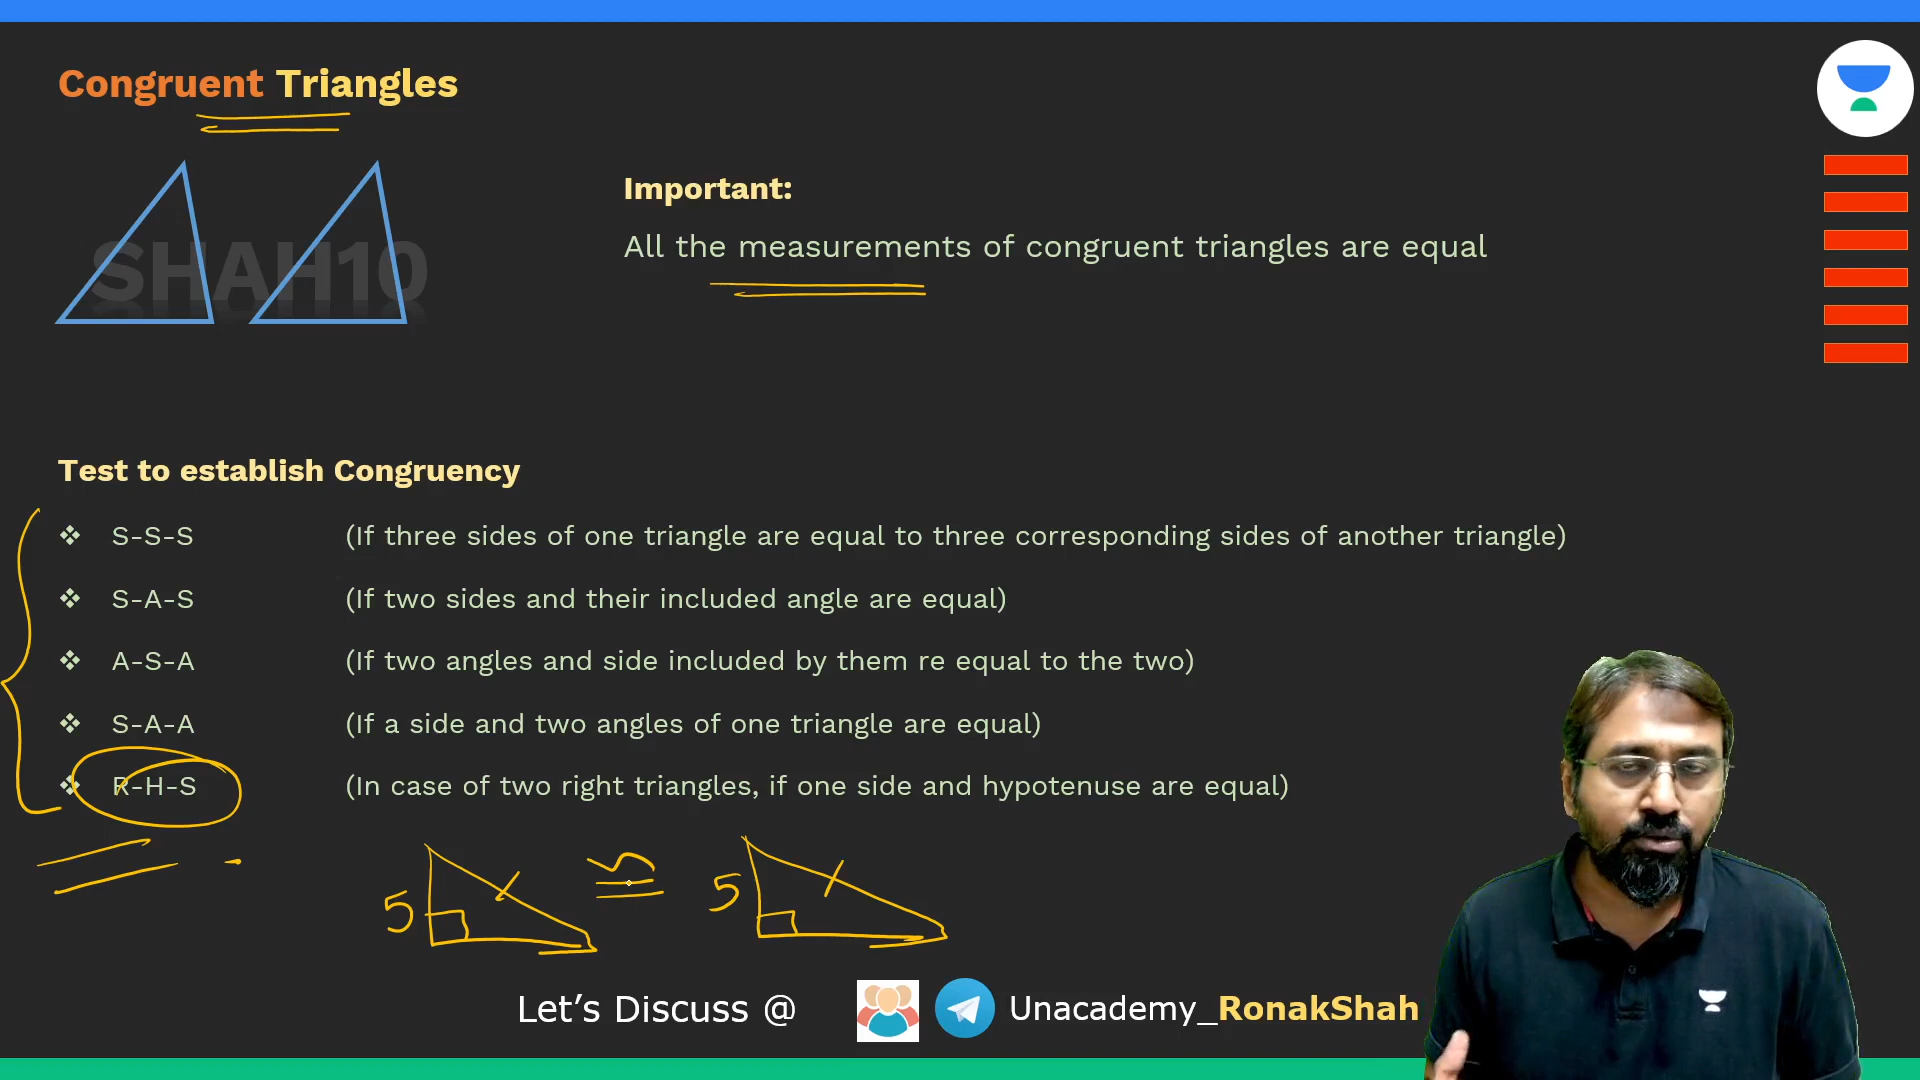 Congruent Triangles
SHAH10
Important:
All the measurements of congruent triangles are equal
Test to establish Congruency
❖ S-S-S (If three sides of one triangle are equal to three corresponding sides of another triangle)
❖ S-A-S (If two sides and their included angle are equal)
❖ A-S-A (If two angles and side included by them re equal to the two)
❖ S-A-A (If a side and two angles of one triangle are equal)
❖ R-H-S (In case of two right triangles, if one side and hypotenuse are equal)
5 ≅ 5
Let’s Discuss @ Unacademy_RonakShah